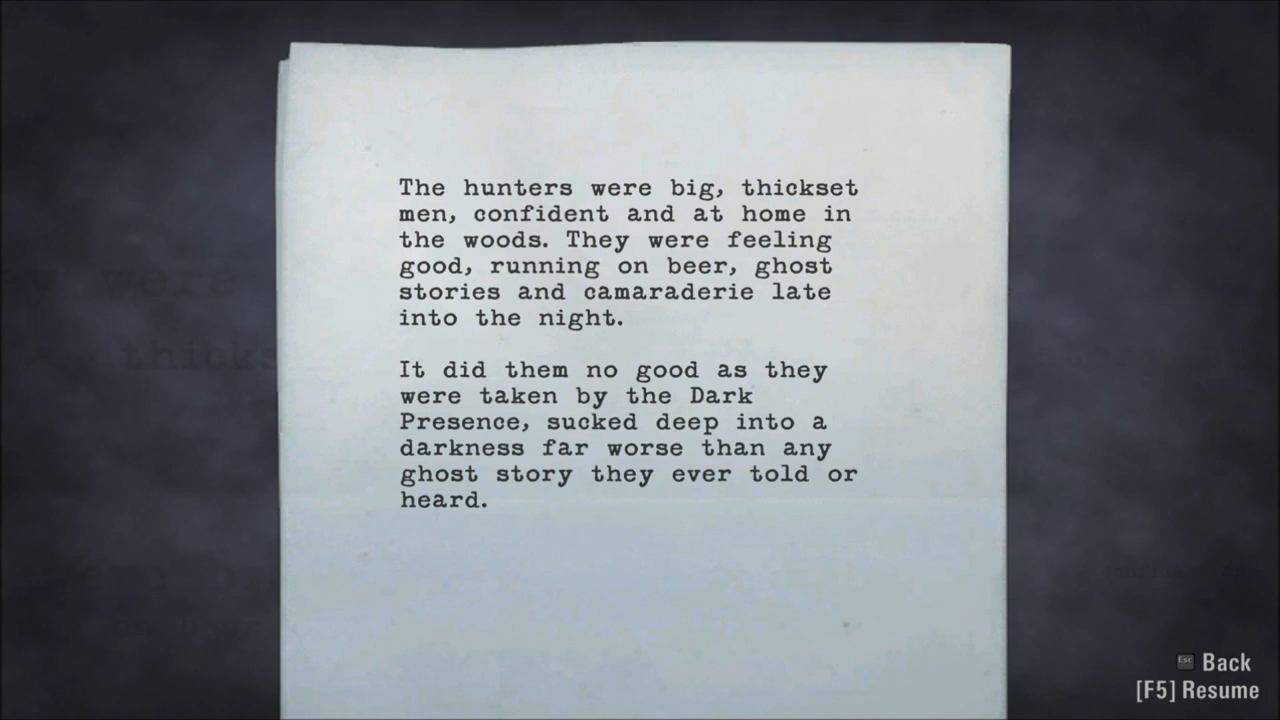 The hunters were big, thickset
men, confident and at home in
the woods. They were feeling
good, running on beer, ghost
stories and camaraderie late
into the night.
It did them no good as they
were taken by the Dark
Presence, sucked deep into a
darkness far worse than any
ghost story they ever told or
heard.
were
thicks
Esc Back
[F5] Resume